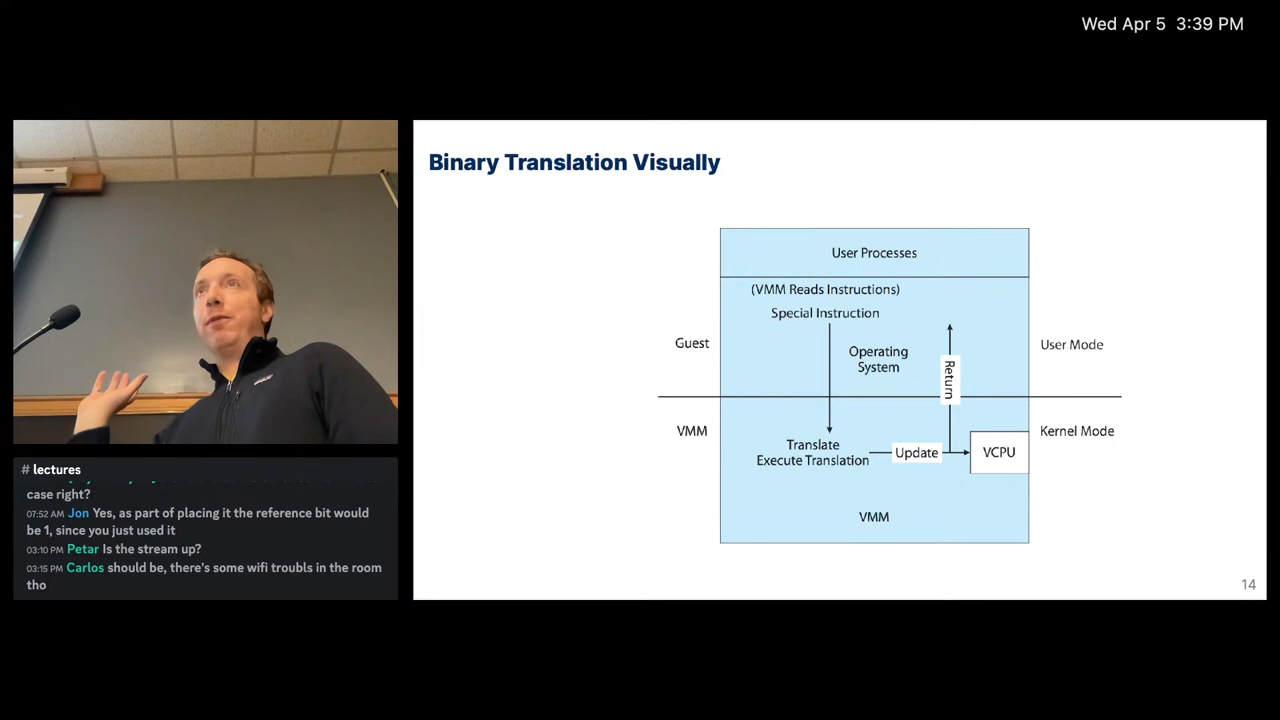 Wed Apr 5 3:39 PM
Binary Translation Visually
User Processes
(VMM Reads Instructions)
Special Instruction
Guest
Operating
System
Return
User Mode
VMM
Translate
Execute Translation
Update
VCPU
Kernel Mode
VMM
14
# lectures
case right?
07:52 AM Jon Yes, as part of placing it the reference bit would
be 1, since you just used it
03:10 PM Petar Is the stream up?
03:15 PM Carlos should be, there's some wifi troubls in the room
tho